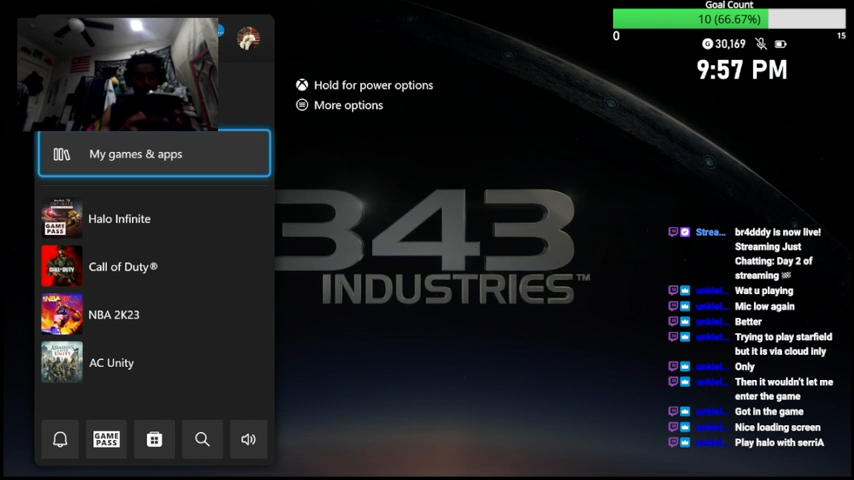 Hold for power options
More options
My games & apps
Halo Infinite
Call of Duty®
NBA 2K23
AC Unity
GAME PASS
343
INDUSTRIES™
Goal Count
10 (66.67%)
0
15
G 30,169
9:57 PM
Strea... br4dddy is now live!
Streaming Just
Chatting: Day 2 of
streaming
Wat u playing
Mic low again
Better
Trying to play starfield
but it is via cloud inly
Only
Then it wouldn't let me
enter the game
Got in the game
Nice loading screen
Play halo with serriA